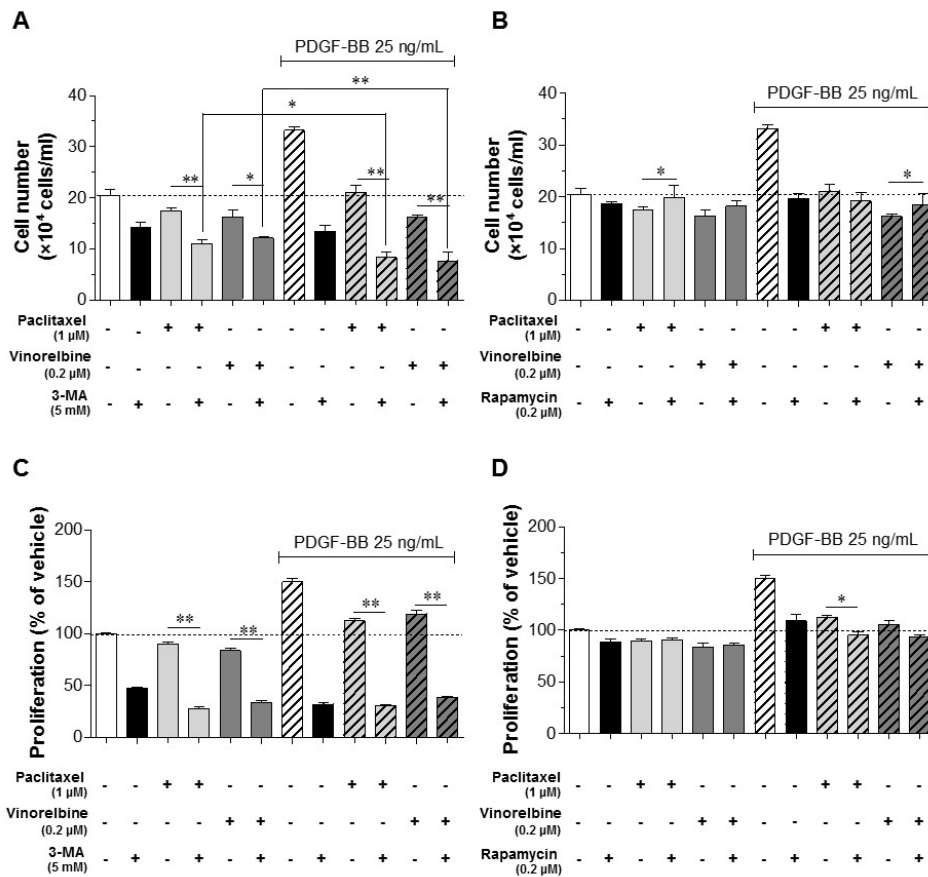 A
PDGF-BB 25 ng/mL
**
*
** * ** **
Cell number
(×10⁴ cells/ml)
40
30
20
10
0
Paclitaxel - - + + - - - - + + - -
(1 µM)
Vinorelbine - - - - + + - - - - + +
(0.2 µM)
3-MA - + - + - + - + - + - +
(5 mM)
B
PDGF-BB 25 ng/mL
* *
Cell number
(×10⁴ cells/ml)
40
30
20
10
0
Paclitaxel - - + + - - - - + + - -
(1 µM)
Vinorelbine - - - - + + - - - - + +
(0.2 µM)
Rapamycin - + - + - + - + - + - +
(0.2 µM)
C
PDGF-BB 25 ng/mL
** ** ** **
Proliferation (% of vehicle)
200
150
100
50
0
Paclitaxel - - + + - - - - + + - -
(1 µM)
Vinorelbine - - - - + + - - - - + +
(0.2 µM)
3-MA - + - + - + - + - + - +
(5 mM)
D
PDGF-BB 25 ng/mL
*
Proliferation (% of vehicle)
200
150
100
50
0
Paclitaxel - - + + - - - - + + - -
(1 µM)
Vinorelbine - - - - + + - - - - + +
(0.2 µM)
Rapamycin - + - + - + - + - + - +
(0.2 µM)